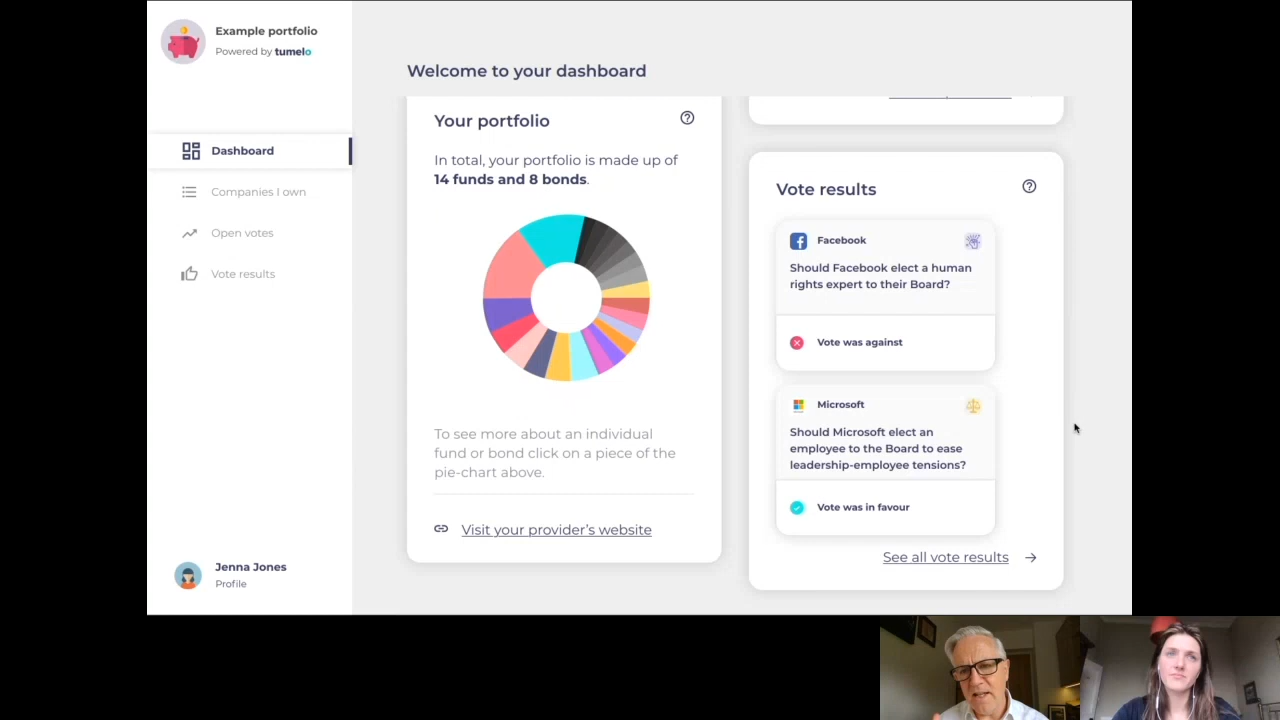 Example portfolio
Powered by tumelo
Dashboard
Companies I own
Open votes
Vote results
Jenna Jones
Profile
Welcome to your dashboard
Your portfolio
In total, your portfolio is made up of
14 funds and 8 bonds.
To see more about an individual
fund or bond click on a piece of the
pie-chart above.
Visit your provider's website
Vote results
Facebook
Should Facebook elect a human
rights expert to their Board?
Vote was against
Microsoft
Should Microsoft elect an
employee to the Board to ease
leadership-employee tensions?
Vote was in favour
See all vote results